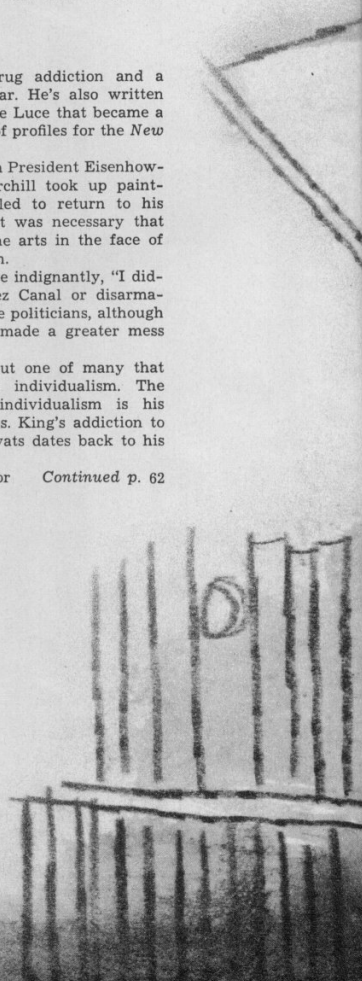 rug addiction and a
ar. He's also written
e Luce that became a
f profiles for the New
President Eisenhow-
rchill took up paint-
led to return to his
t was necessary that
e arts in the face of
n.
e indignantly, "I did-
ez Canal or disarma-
e politicians, although
made a greater mess
ut one of many that
individualism. The
individualism is his
s. King's addiction to
vats dates back to his
or Continued p. 62